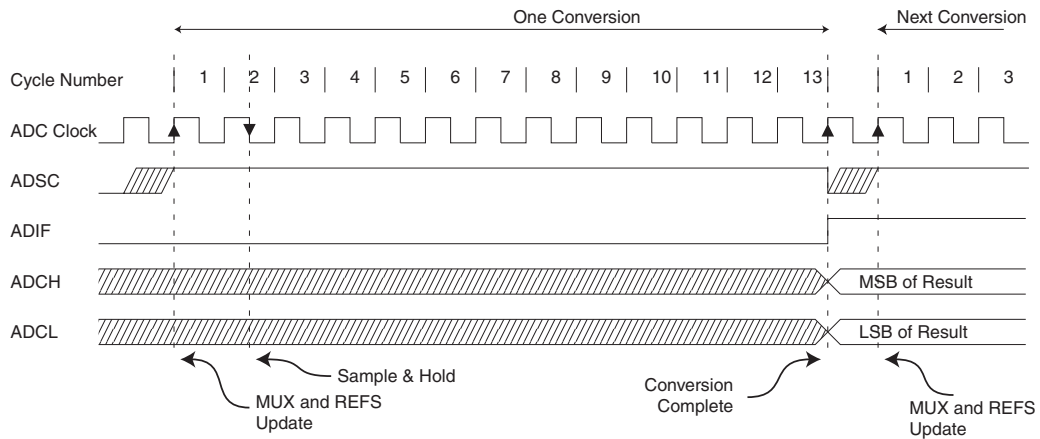 One Conversion
Next Conversion
Cycle Number 1 2 3 4 5 6 7 8 9 10 11 12 13 1 2 3
ADC Clock
ADSC
ADIF
ADCH
MSB of Result
ADCL
LSB of Result
Sample & Hold
MUX and REFS
Update
Conversion
Complete
MUX and REFS
Update